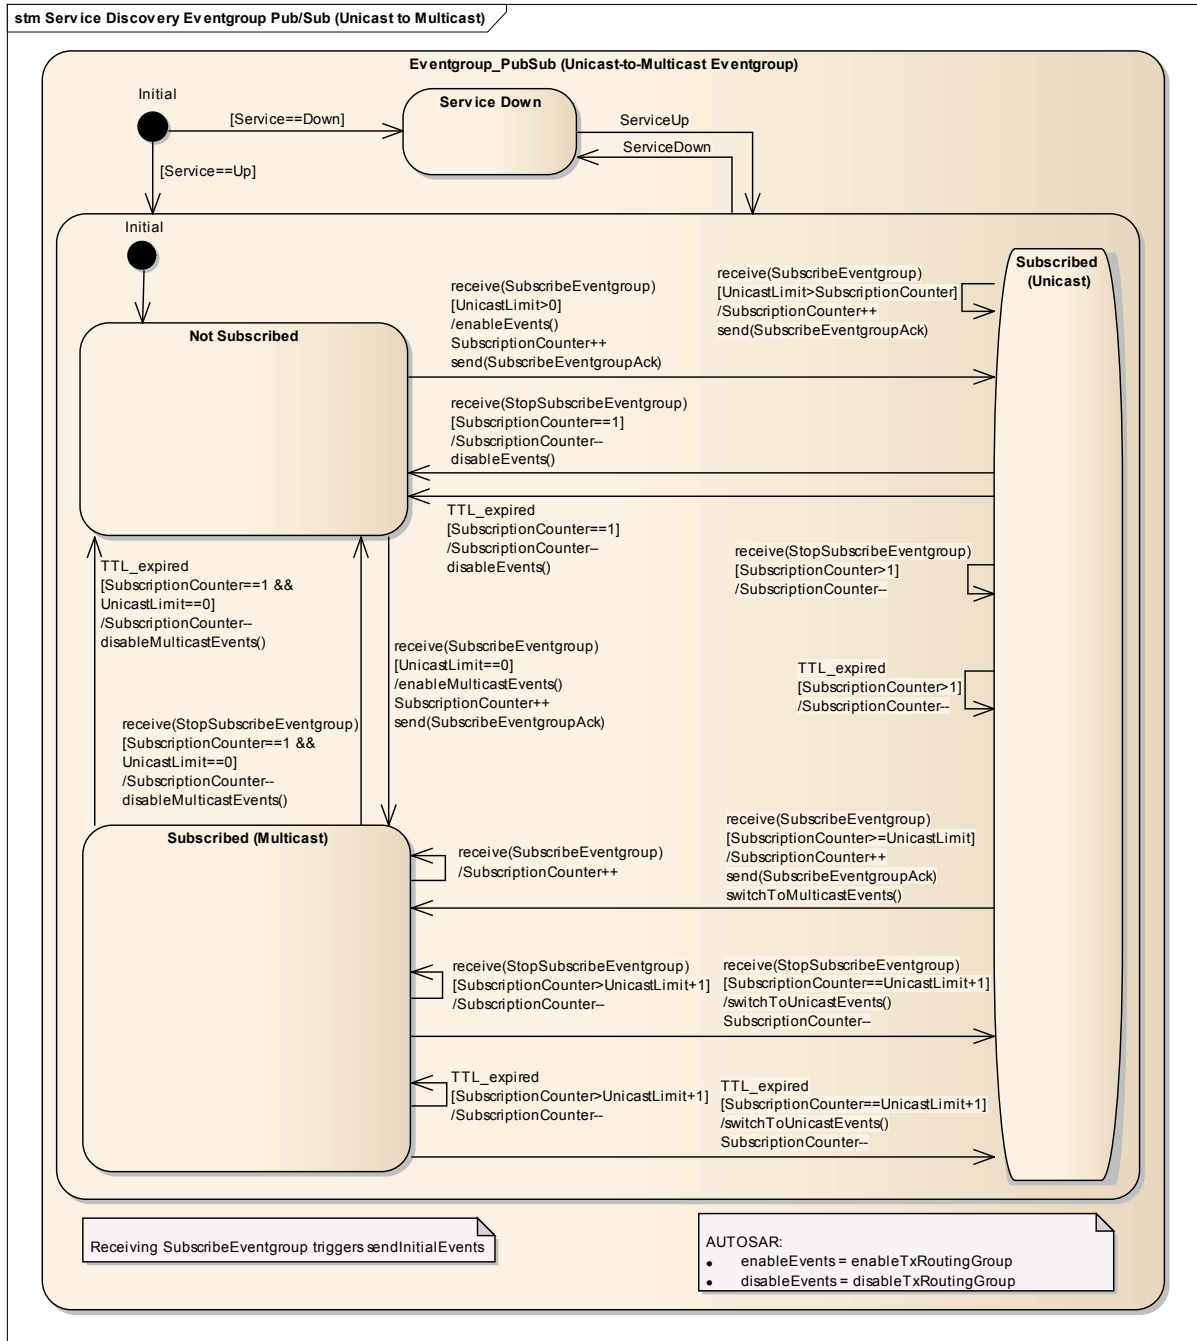 stm Service Discovery Eventgroup Pub/Sub (Unicast to Multicast)
Eventgroup_PubSub (Unicast-to-Multicast Eventgroup)
Initial
Service Down
[Service==Down]
ServiceUp
ServiceDown
[Service==Up]
Initial
Subscribed
(Unicast)
receive(SubscribeEventgroup)
[UnicastLimit>SubscriptionCounter]
/SubscriptionCounter++
send(SubscribeEventgroupAck)
receive(SubscribeEventgroup)
[UnicastLimit>0]
/enableEvents()
SubscriptionCounter++
send(SubscribeEventgroupAck)
Not Subscribed
receive(StopSubscribeEventgroup)
[SubscriptionCounter==1]
/SubscriptionCounter--
disableEvents()
TTL_expired
[SubscriptionCounter==1]
/SubscriptionCounter--
disableEvents()
receive(StopSubscribeEventgroup)
[SubscriptionCounter>1]
/SubscriptionCounter--
TTL_expired
[SubscriptionCounter==1 &&
UnicastLimit==0]
/SubscriptionCounter--
disableMulticastEvents()
receive(SubscribeEventgroup)
[UnicastLimit==0]
/enableMulticastEvents()
SubscriptionCounter++
send(SubscribeEventgroupAck)
TTL_expired
[SubscriptionCounter>1]
/SubscriptionCounter--
receive(StopSubscribeEventgroup)
[SubscriptionCounter==1 &&
UnicastLimit==0]
/SubscriptionCounter--
disableMulticastEvents()
Subscribed (Multicast)
receive(SubscribeEventgroup)
/SubscriptionCounter++
receive(SubscribeEventgroup)
[SubscriptionCounter>=UnicastLimit]
/SubscriptionCounter++
send(SubscribeEventgroupAck)
switchToMulticastEvents()
receive(StopSubscribeEventgroup)
[SubscriptionCounter>UnicastLimit+1]
/SubscriptionCounter--
receive(StopSubscribeEventgroup)
[SubscriptionCounter==UnicastLimit+1]
/switchToUnicastEvents()
SubscriptionCounter--
TTL_expired
[SubscriptionCounter>UnicastLimit+1]
/SubscriptionCounter--
TTL_expired
[SubscriptionCounter==UnicastLimit+1]
/switchToUnicastEvents()
SubscriptionCounter--
Receiving SubscribeEventgroup triggers sendInitialEvents
AUTOSAR:
• enableEvents = enableTxRoutingGroup
• disableEvents = disableTxRoutingGroup